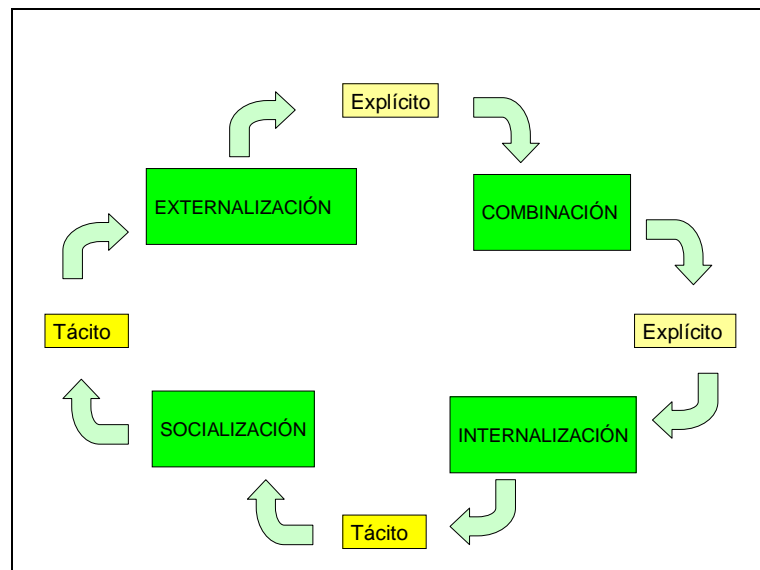 Explícito
EXTERNALIZACIÓN
COMBINACIÓN
Tácito
Explícito
SOCIALIZACIÓN
INTERNALIZACIÓN
Tácito